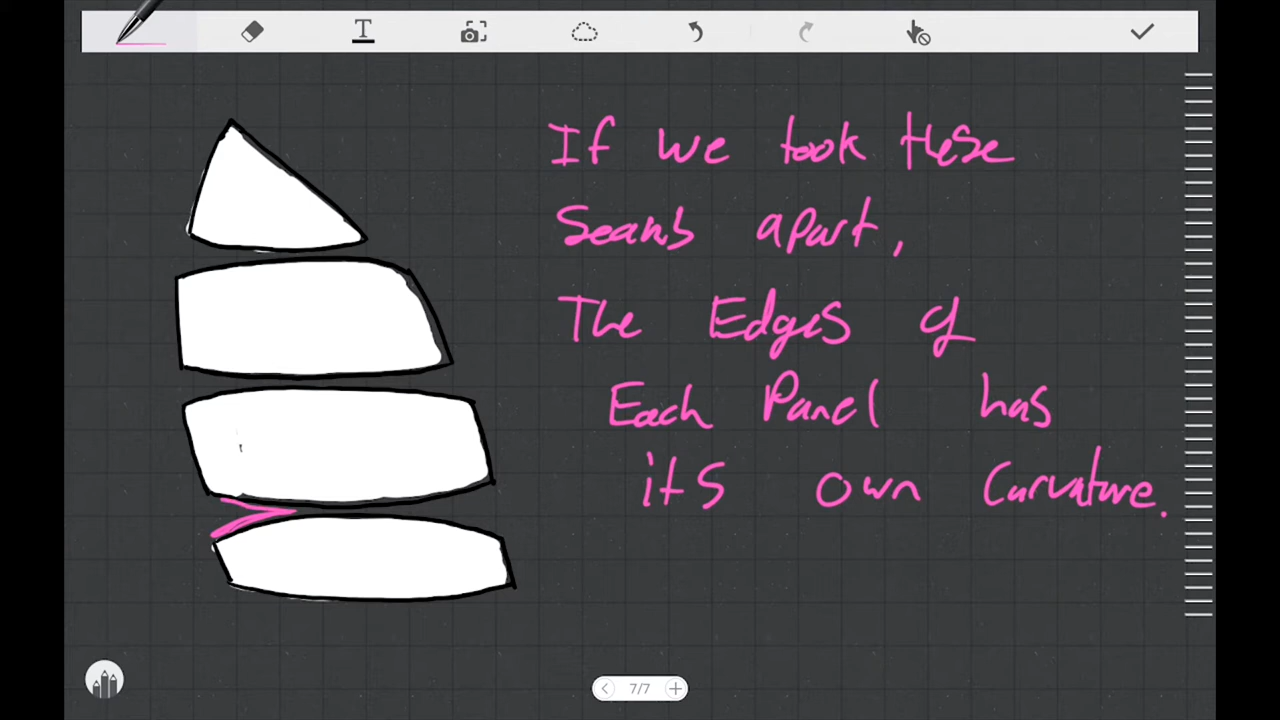 T
If we took these
Seams apart,
The Edges of
Each Panel has
its own Curvature.
7/7